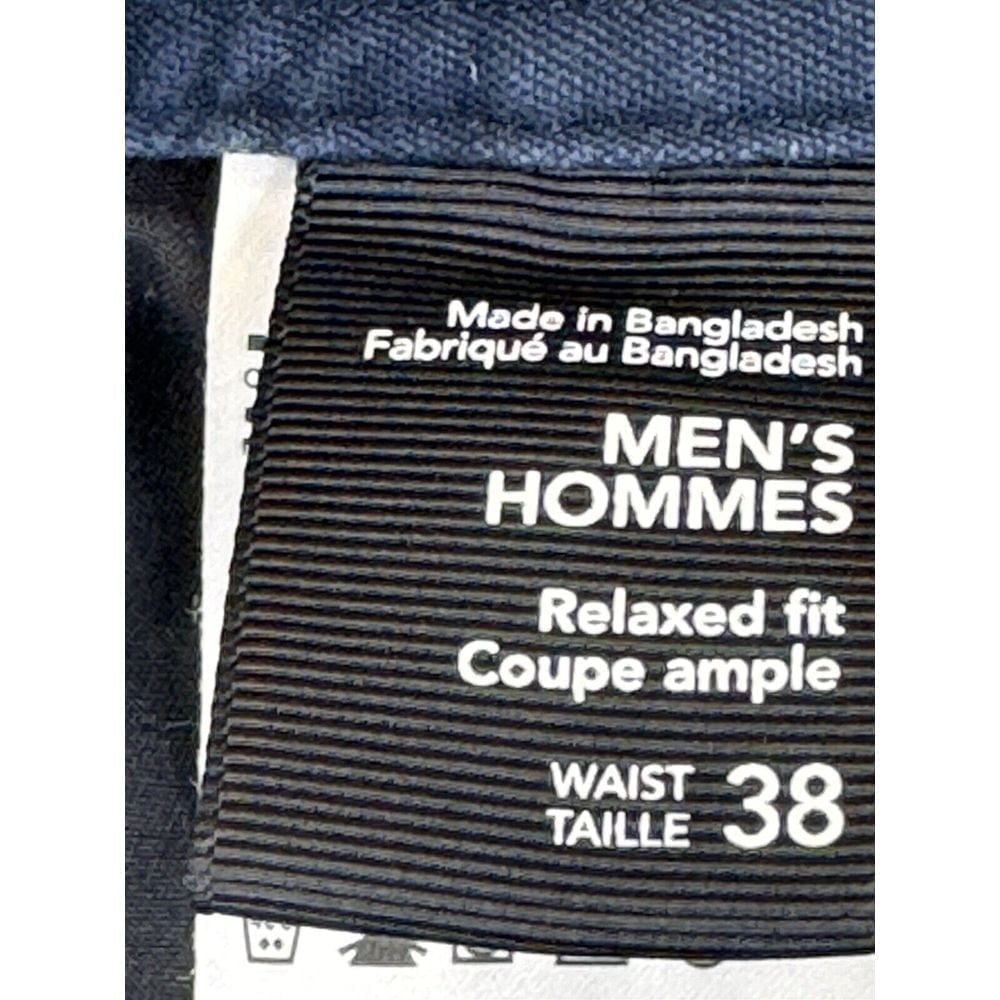 Made in Bangladesh
Fabriqué au Bangladesh
MEN'S
HOMMES
Relaxed fit
Coupe ample
WAIST 38
TAILLE